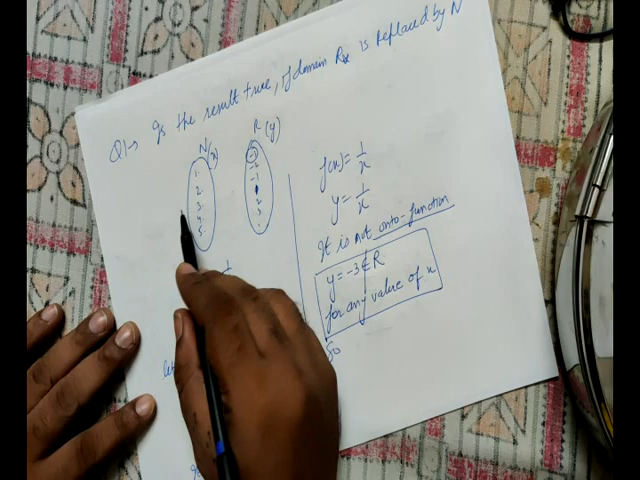 Q1→ Is the result true, if domain R* is replaced by N
N(x)
1
2
3
4
5
R(y)
-1
2
3
f(x) = 1/x
y = 1/x
It is not onto-function
y = -3 ∈ R
for any value of x
So